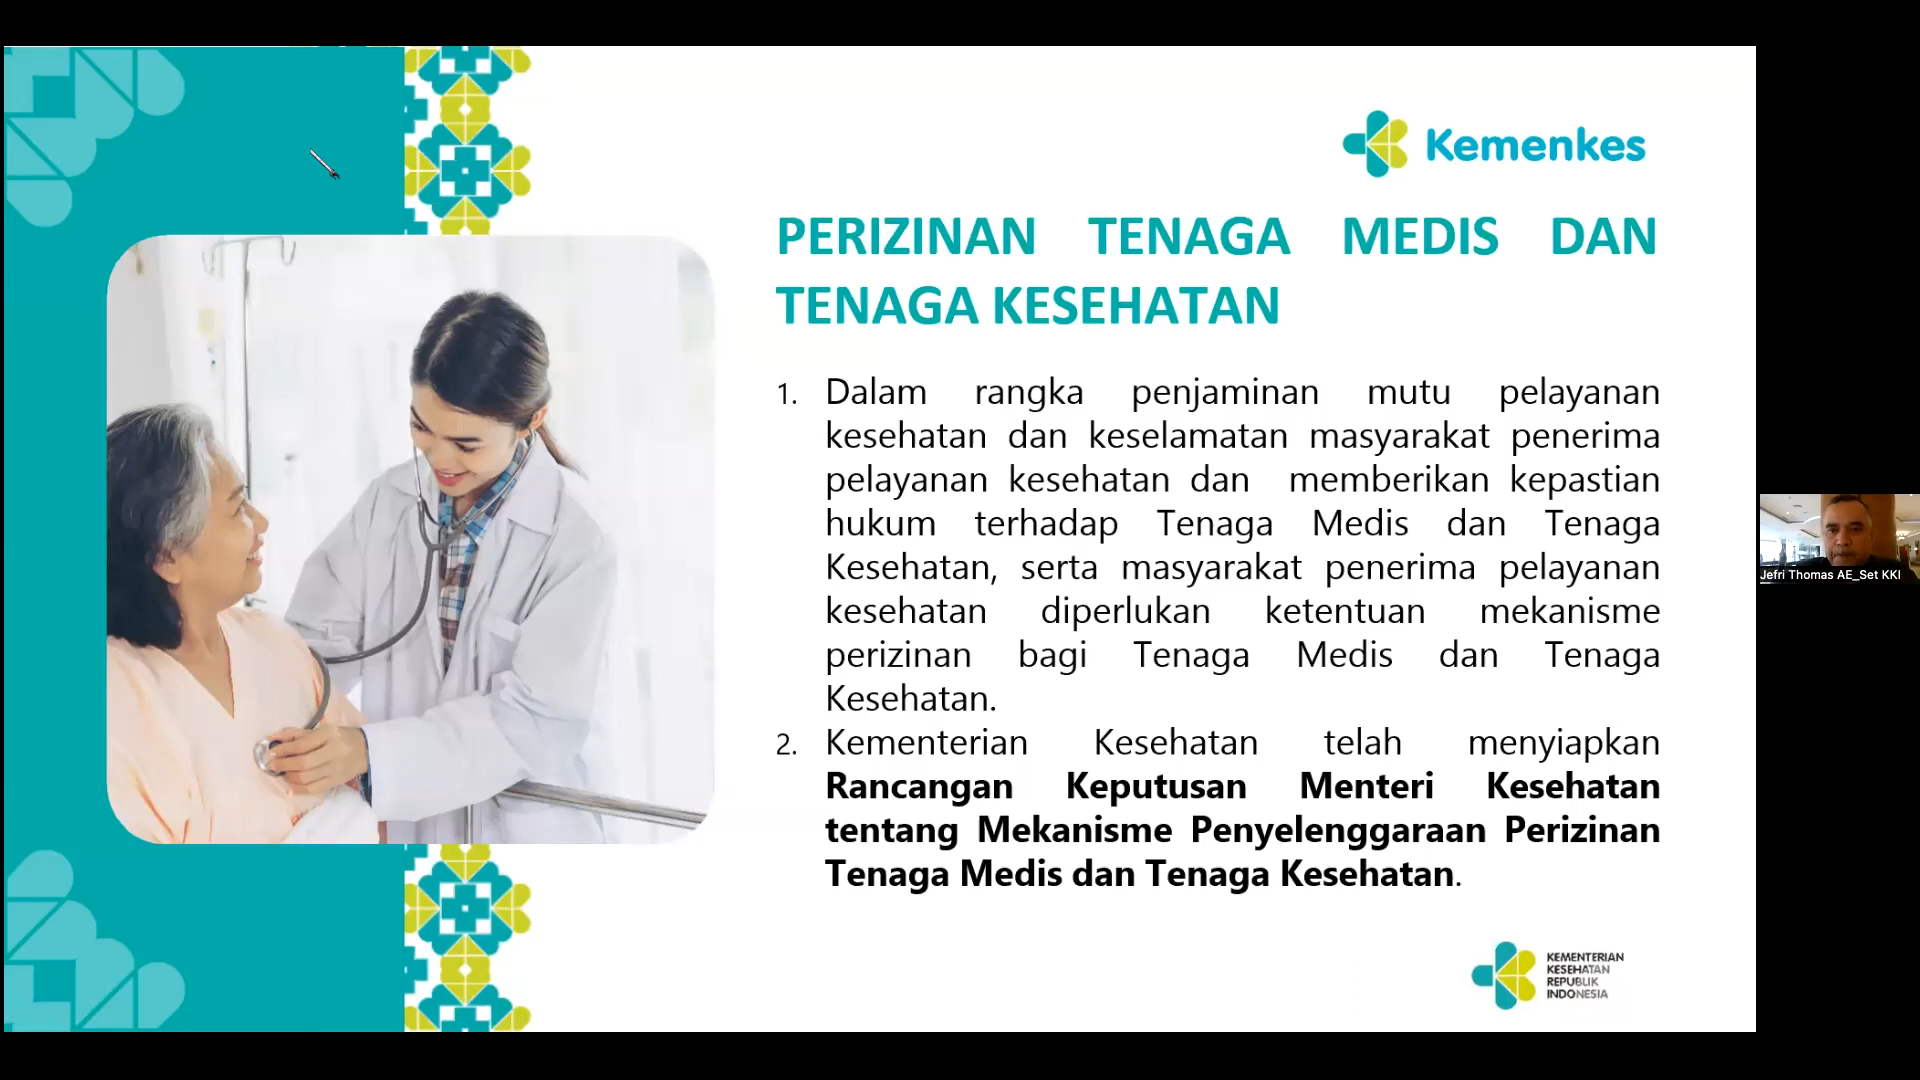 Kemenkes
PERIZINAN TENAGA MEDIS DAN
TENAGA KESEHATAN
1. Dalam rangka penjaminan mutu pelayanan
kesehatan dan keselamatan masyarakat penerima
pelayanan kesehatan dan memberikan kepastian
hukum terhadap Tenaga Medis dan Tenaga
Kesehatan, serta masyarakat penerima pelayanan
kesehatan diperlukan ketentuan mekanisme
perizinan bagi Tenaga Medis dan Tenaga
Kesehatan.
2. Kementerian Kesehatan telah menyiapkan
Rancangan Keputusan Menteri Kesehatan
tentang Mekanisme Penyelenggaraan Perizinan
Tenaga Medis dan Tenaga Kesehatan.
KEMENTERIAN
KESEHATAN
REPUBLIK
INDONESIA
Jefri Thomas AE_Set KKI